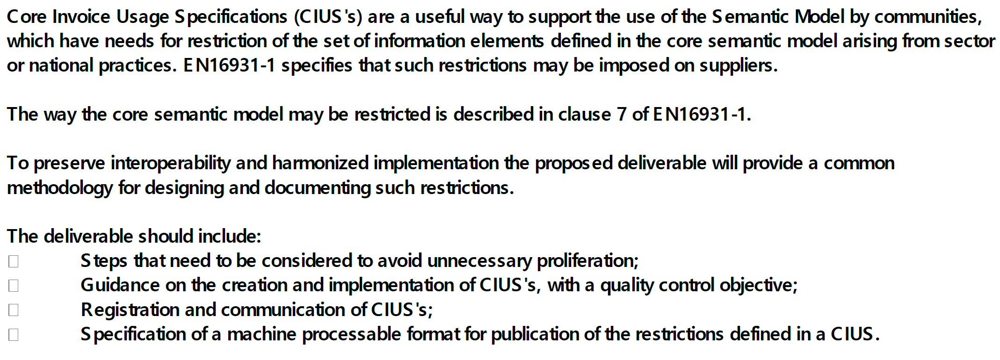 Core Invoice Usage Specifications (CIUS's) are a useful way to support the use of the Semantic Model by communities,
which have needs for restriction of the set of information elements defined in the core semantic model arising from sector
or national practices. EN16931-1 specifies that such restrictions may be imposed on suppliers.
The way the core semantic model may be restricted is described in clause 7 of EN16931-1.
To preserve interoperability and harmonized implementation the proposed deliverable will provide a common
methodology for designing and documenting such restrictions.
The deliverable should include:
□ Steps that need to be considered to avoid unnecessary proliferation;
□ Guidance on the creation and implementation of CIUS's, with a quality control objective;
□ Registration and communication of CIUS's;
□ Specification of a machine processable format for publication of the restrictions defined in a CIUS.